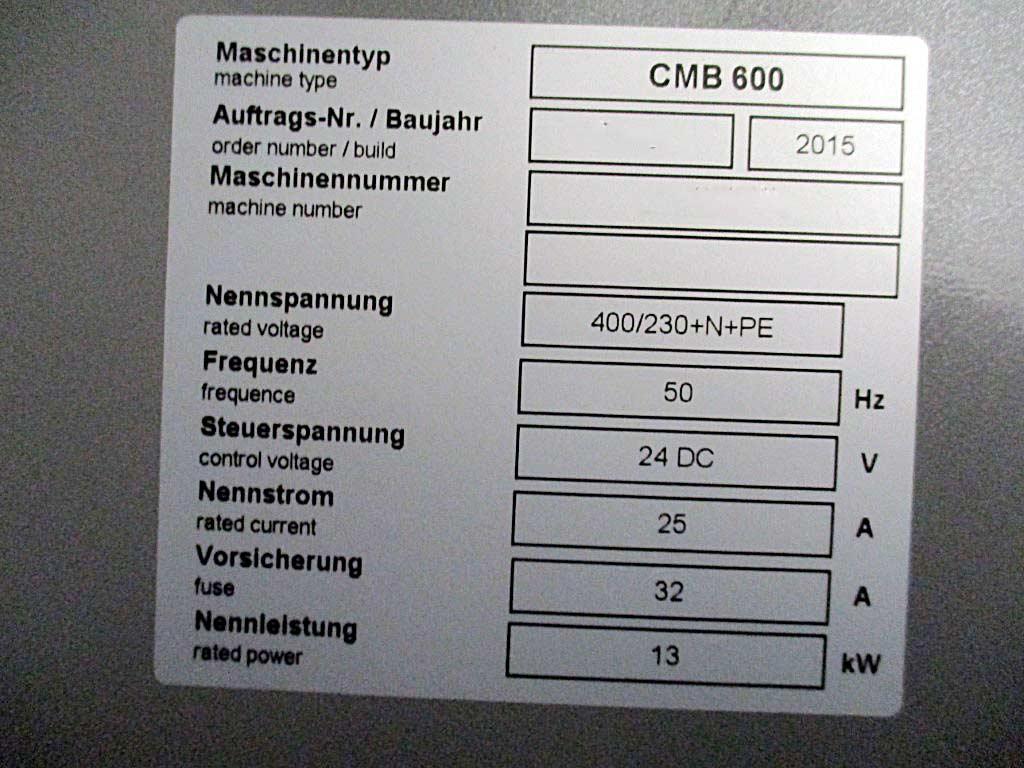 Maschinentyp
machine type
CMB 600
Auftrags-Nr. / Baujahr
order number / build
2015
Maschinennummer
machine number
Nennspannung
rated voltage
400/230+N+PE
Frequenz
frequence
50 Hz
Steuerspannung
control voltage
24 DC V
Nennstrom
rated current
25 A
Vorsicherung
fuse
32 A
Nennleistung
rated power
13 kW